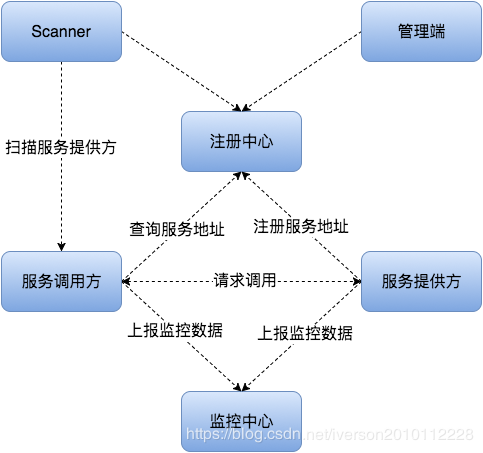 Scanner
管理端
注册中心
扫描服务提供方
查询服务地址
注册服务地址
服务调用方
请求调用
服务提供方
上报监控数据
上报监控数据
监控中心
https://blog.csdn.net/iverson2010112228